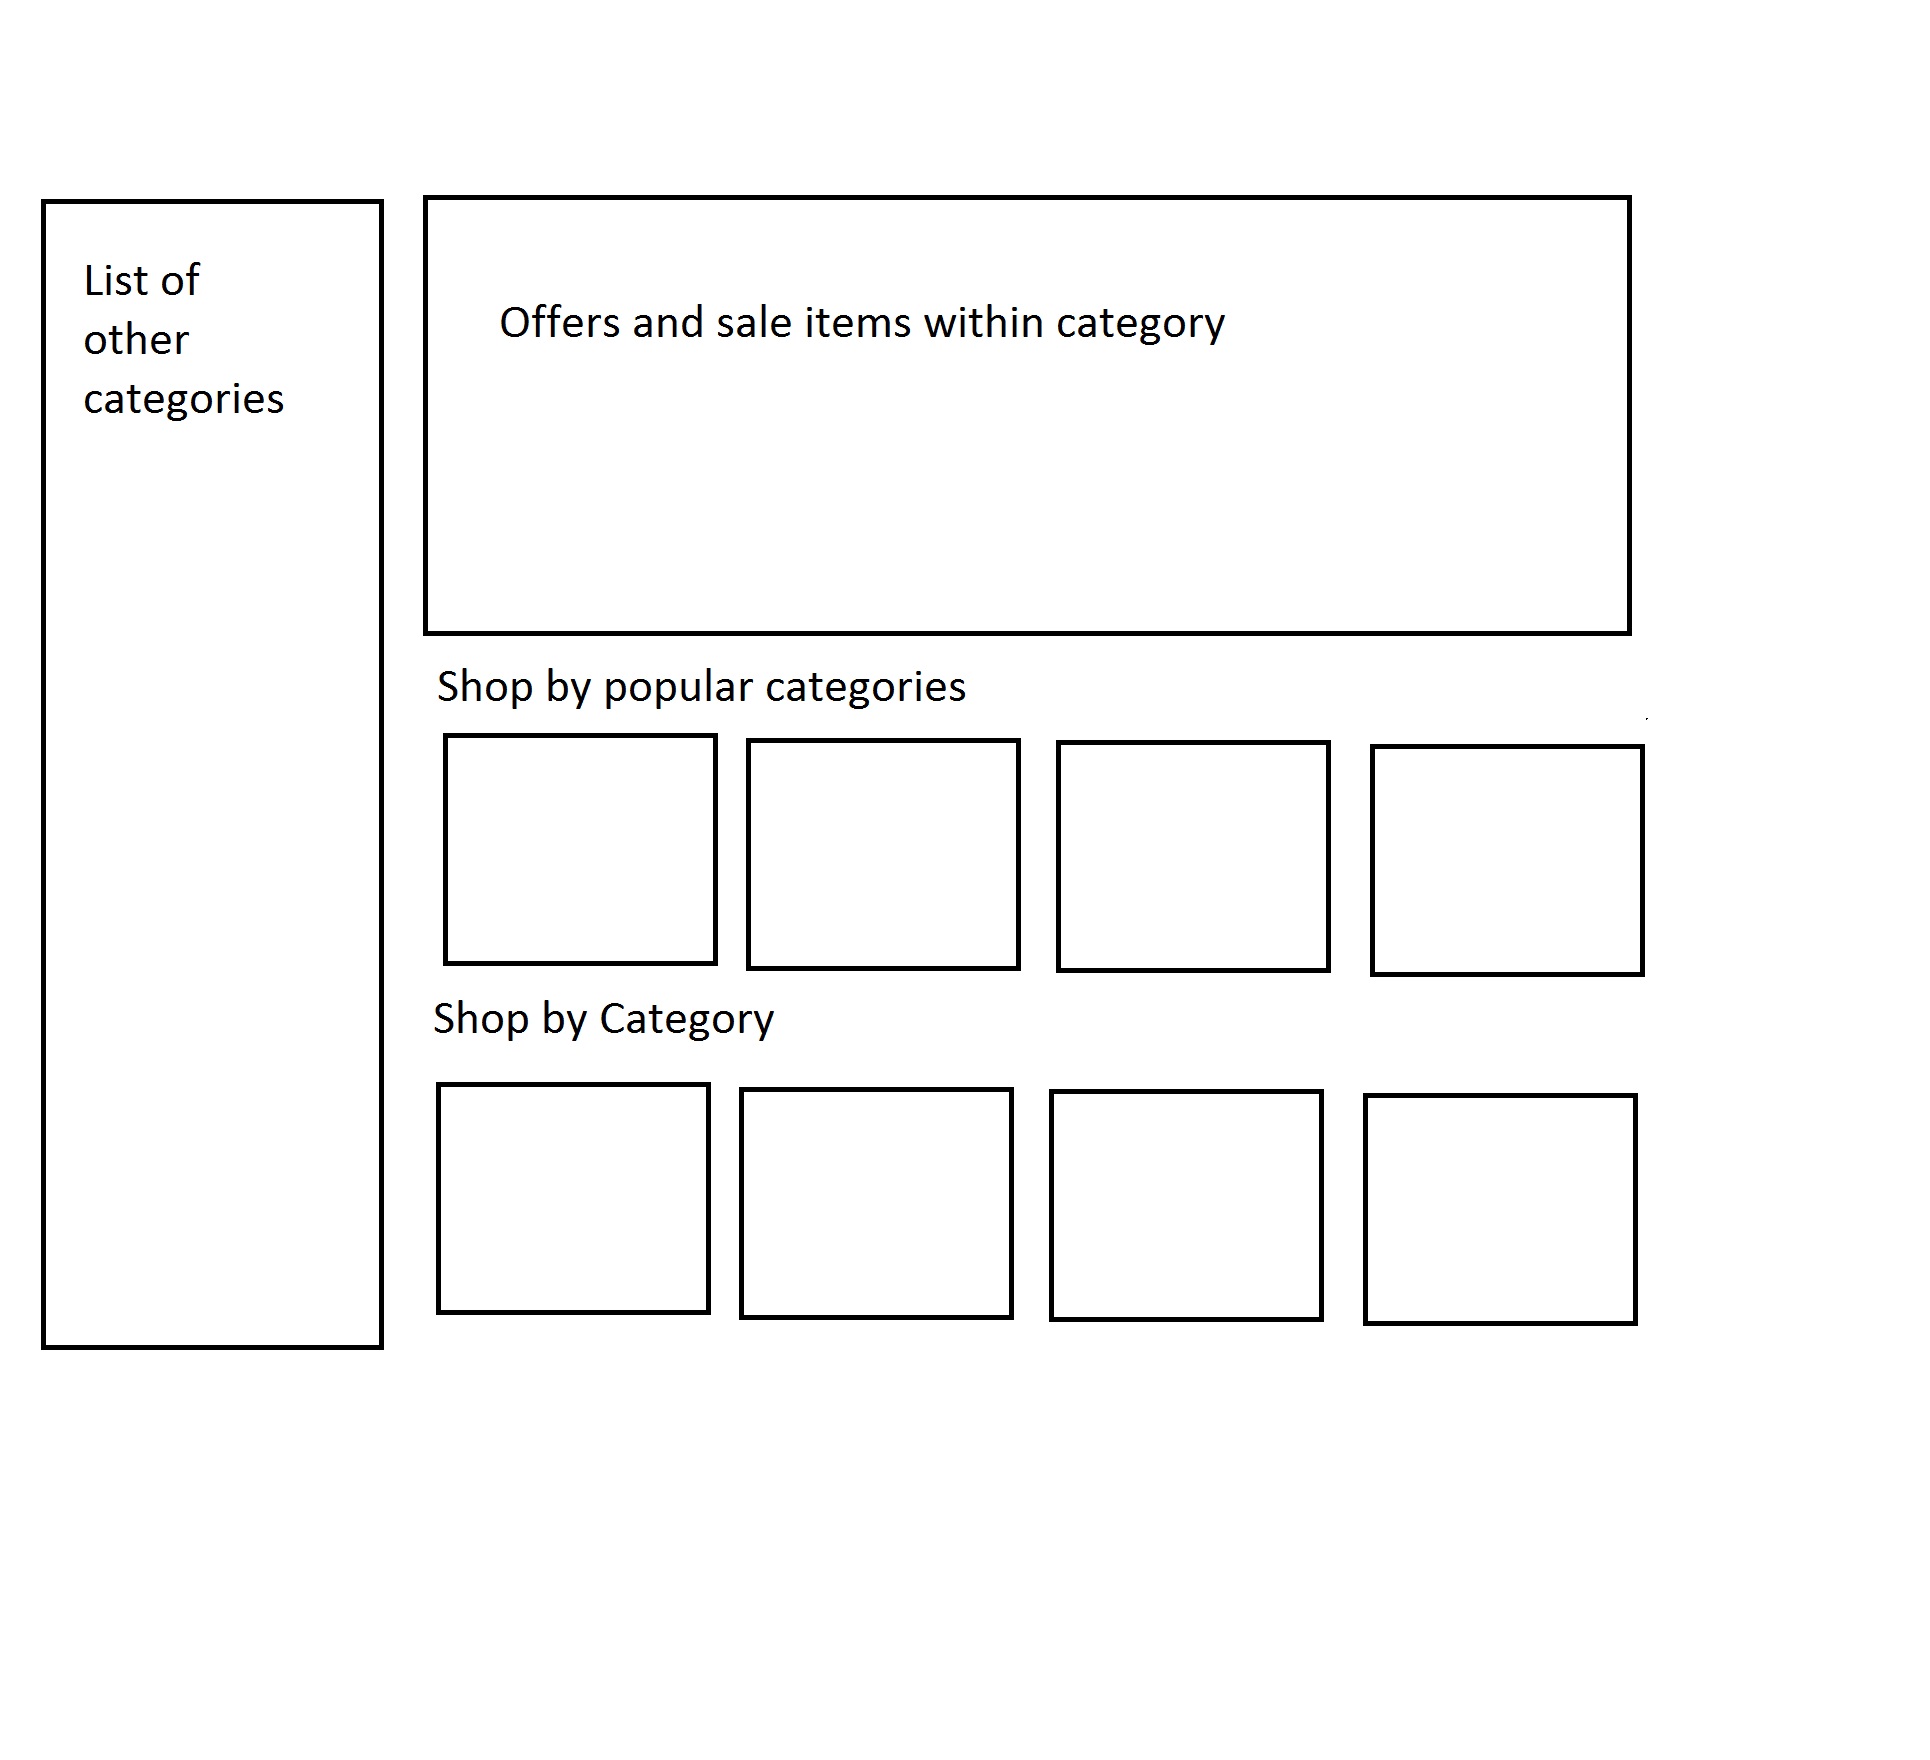 List of
other
categories
Offers and sale items within category
Shop by popular categories
Shop by Category